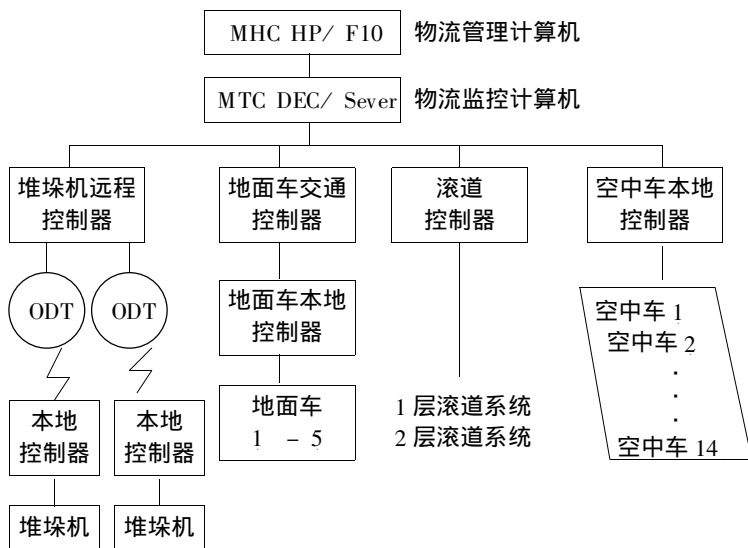 MHC HP/ F10 物流管理计算机
MTC DEC/ Sever 物流监控计算机
堆垛机远程
控制器
地面车交通
控制器
滚道
控制器
空中车本地
控制器
ODT
ODT
地面车本地
控制器
空中车 1
空中车 2
.
.
.
空中车 14
本地
控制器
本地
控制器
地面车
1 - 5
1 层滚道系统
2 层滚道系统
堆垛机
堆垛机